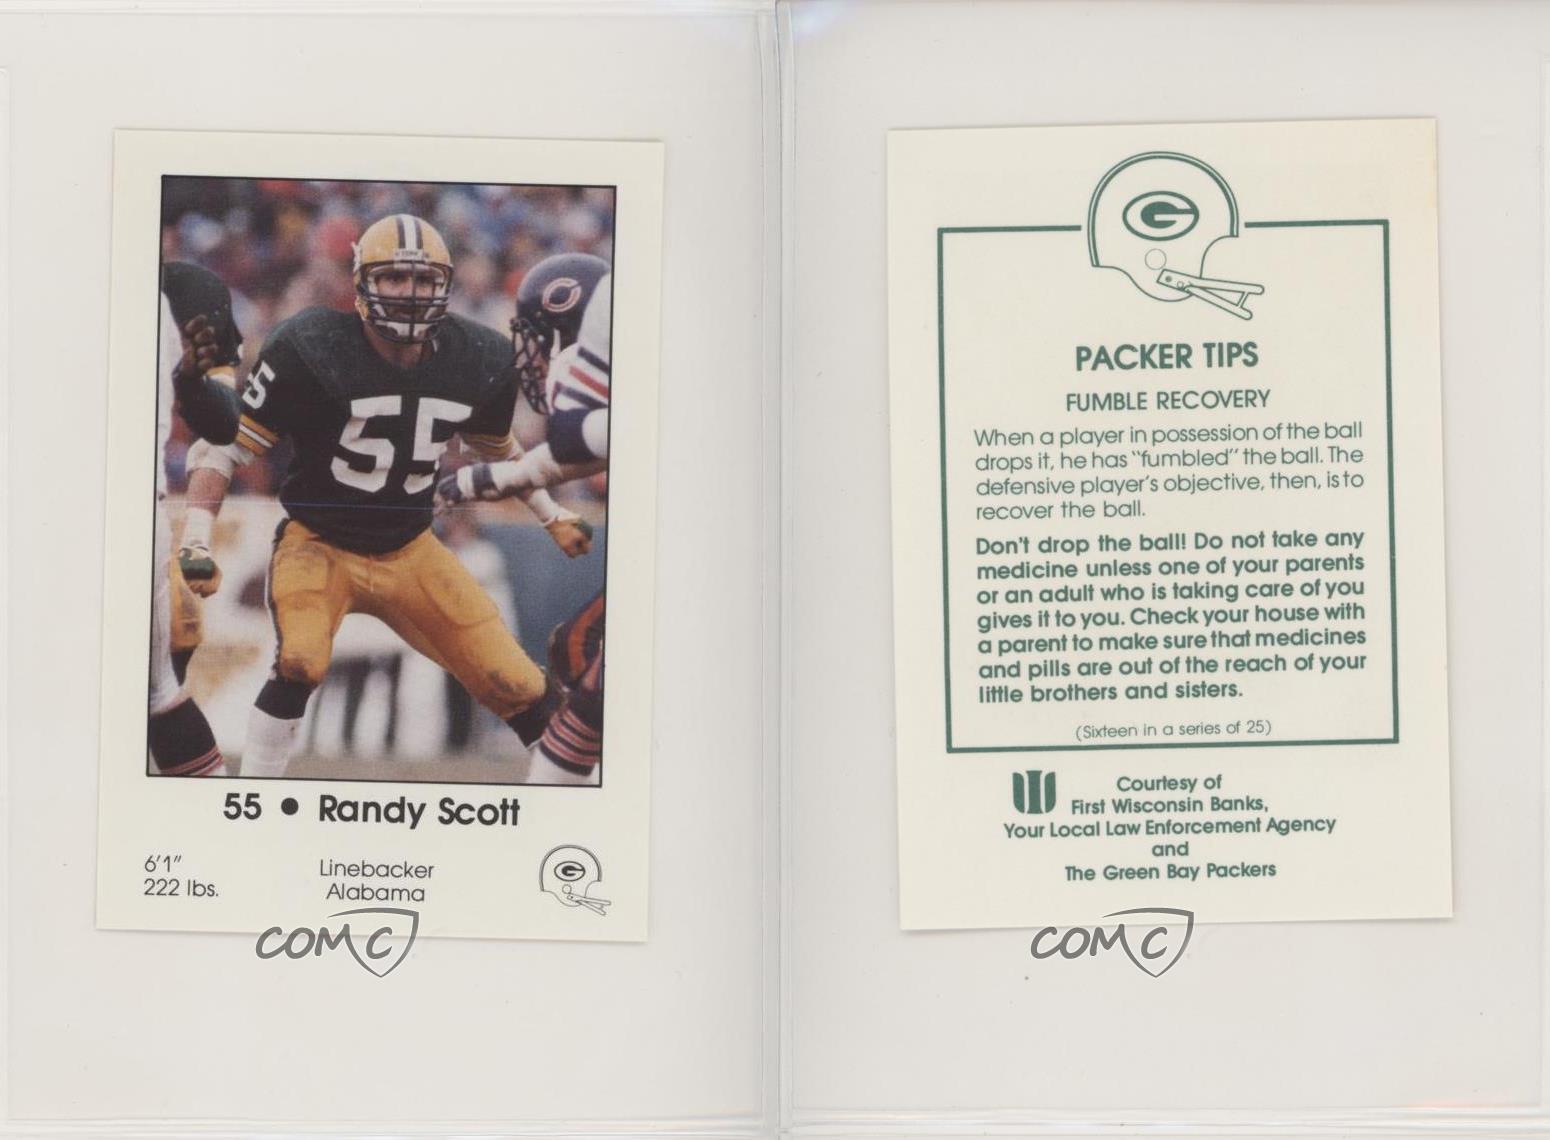 55
55
55 • Randy Scott
6'1"
222 lbs.
Linebacker
Alabama
G
COMC
G
PACKER TIPS
FUMBLE RECOVERY
When a player in possession of the ball
drops it, he has "fumbled" the ball. The
defensive player's objective, then, is to
recover the ball.
Don't drop the ball! Do not take any
medicine unless one of your parents
or an adult who is taking care of you
gives it to you. Check your house with
a parent to make sure that medicines
and pills are out of the reach of your
little brothers and sisters.
(Sixteen in a series of 25)
Courtesy of
First Wisconsin Banks,
Your Local Law Enforcement Agency
and
The Green Bay Packers
COMC